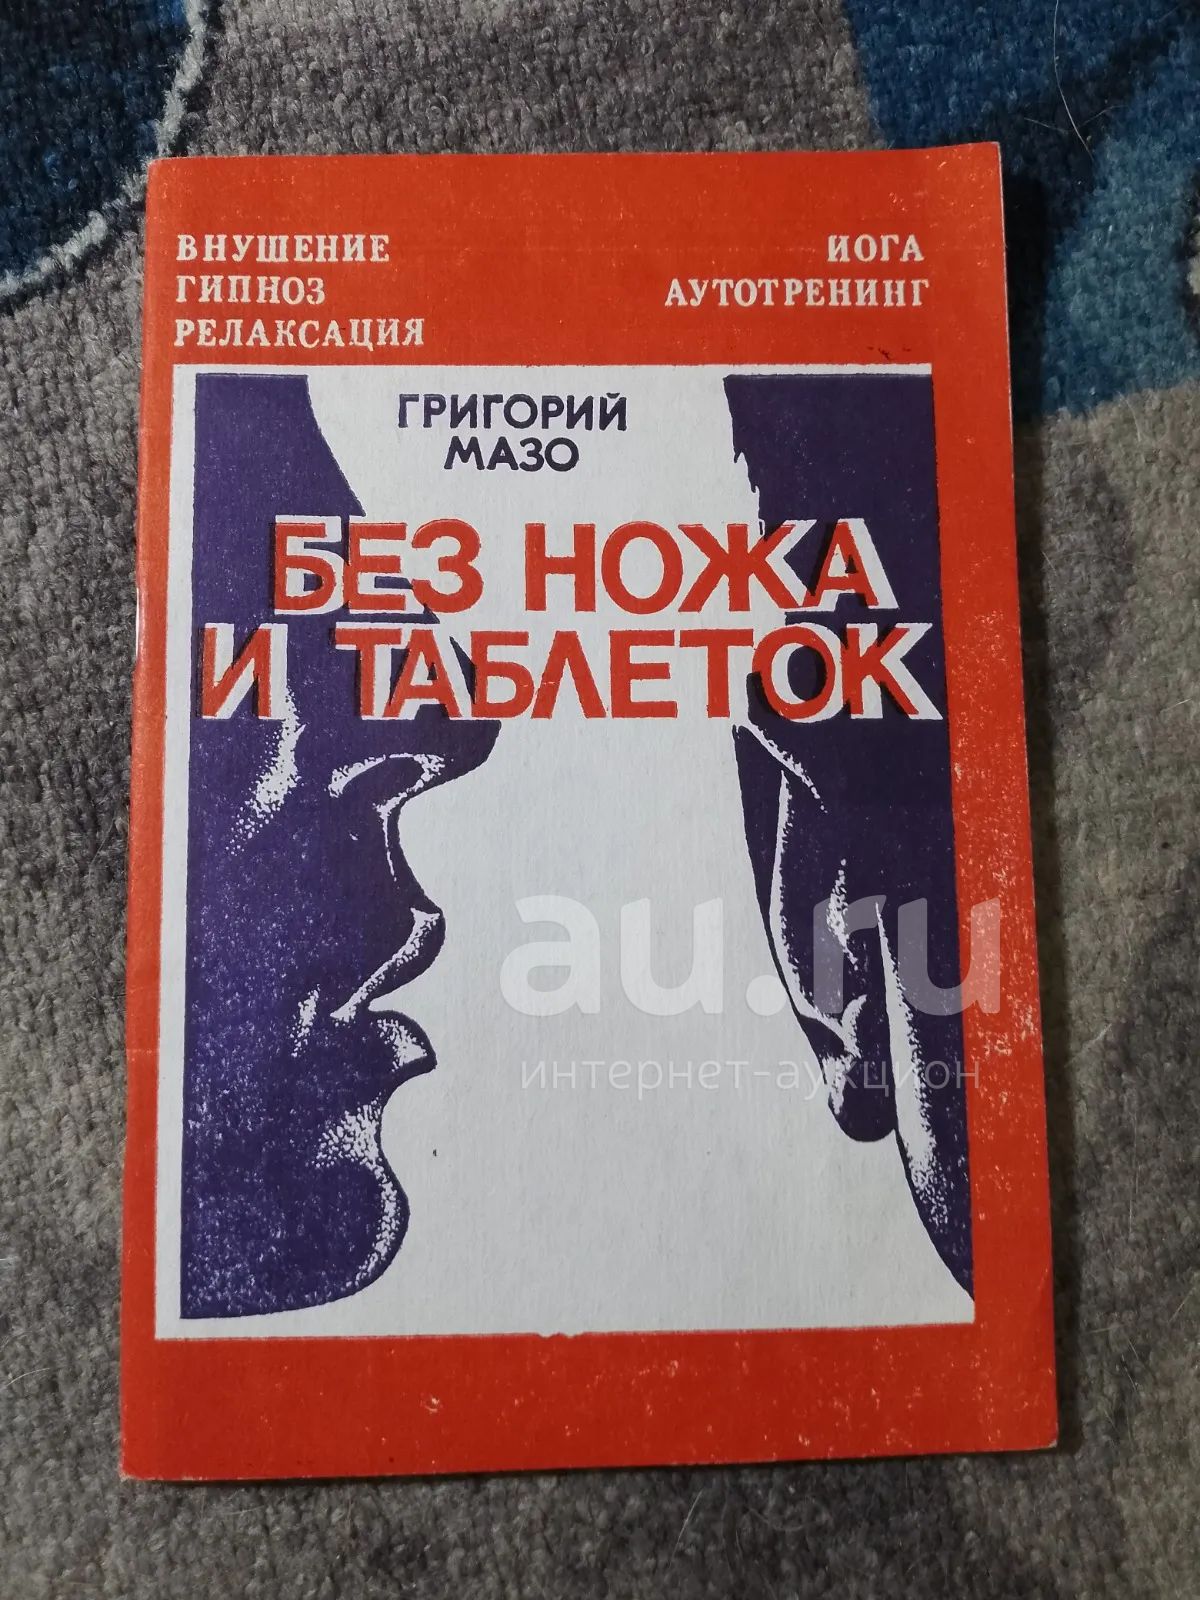 ВНУШЕНИЕ
ГИПНОЗ
РЕЛАКСАЦИЯ
ИОГА
АУТОТРЕНИНГ
ГРИГОРИЙ
МАЗО
БЕЗ НОЖА
И ТАБЛЕТОК
au.ru
интернет-аукцион